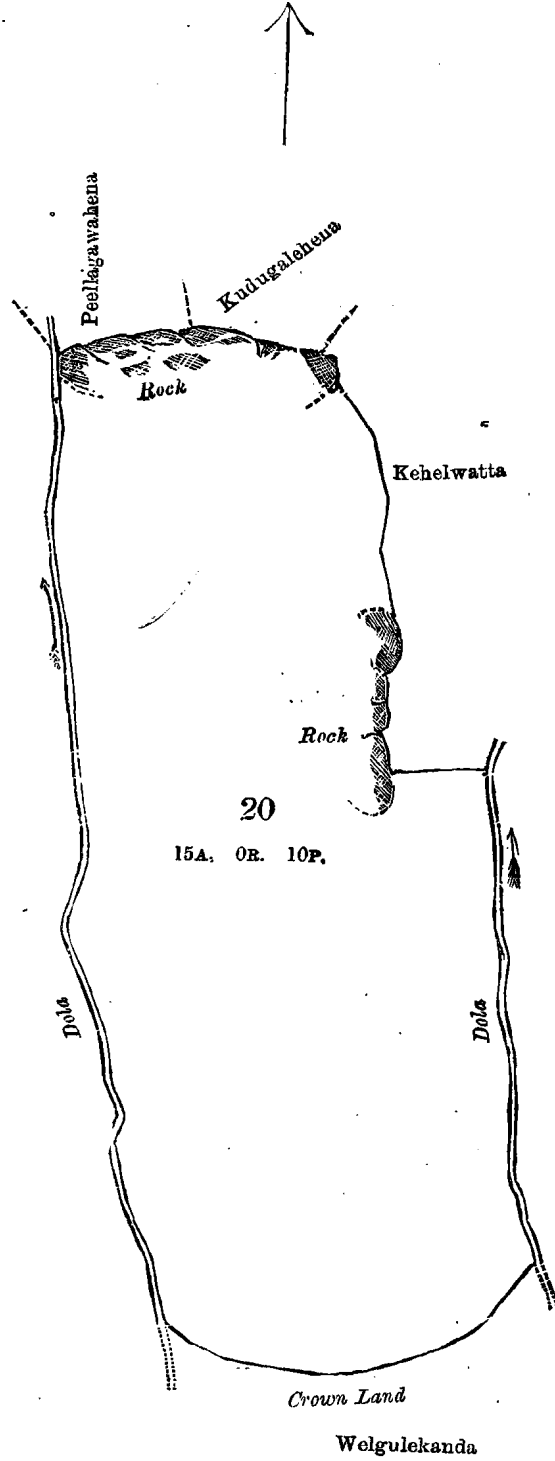 Peellagawahena
Kudugalehena
Rock
Kehelwatta
Rock
20
15A. 0R. 10P.
Dola
Dola
Crown Land
Welgulekanda